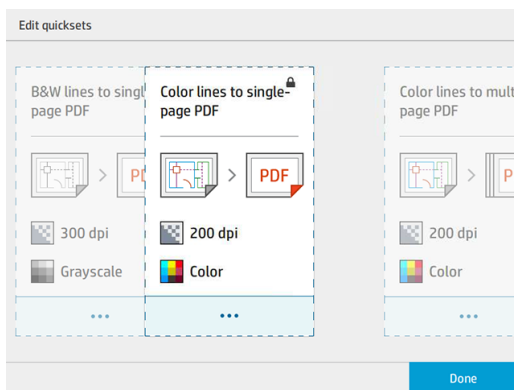 Edit quicksets
B&W lines to singl
page PDF
300 dpi
Grayscale
Color lines to single-
page PDF
PDF
200 dpi
Color
Color lines to mult
page PDF
200 dpi
Color
Done